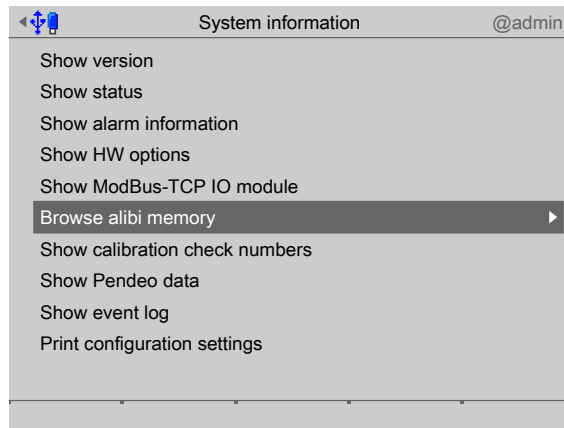 System information @admin
Show version
Show status
Show alarm information
Show HW options
Show ModBus-TCP IO module
Browse alibi memory
Show calibration check numbers
Show Pendeo data
Show event log
Print configuration settings